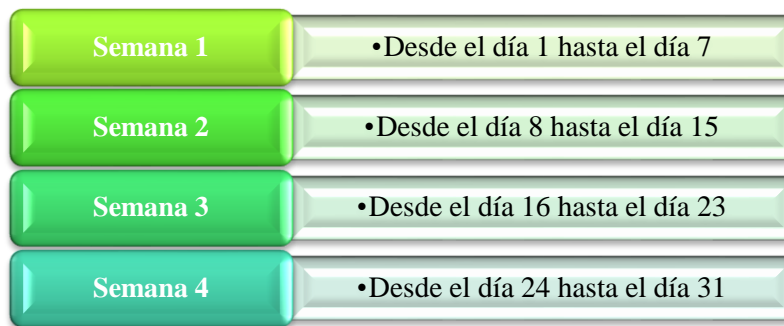 Semana 1
•Desde el día 1 hasta el día 7
Semana 2
•Desde el día 8 hasta el día 15
Semana 3
•Desde el día 16 hasta el día 23
Semana 4
•Desde el día 24 hasta el día 31